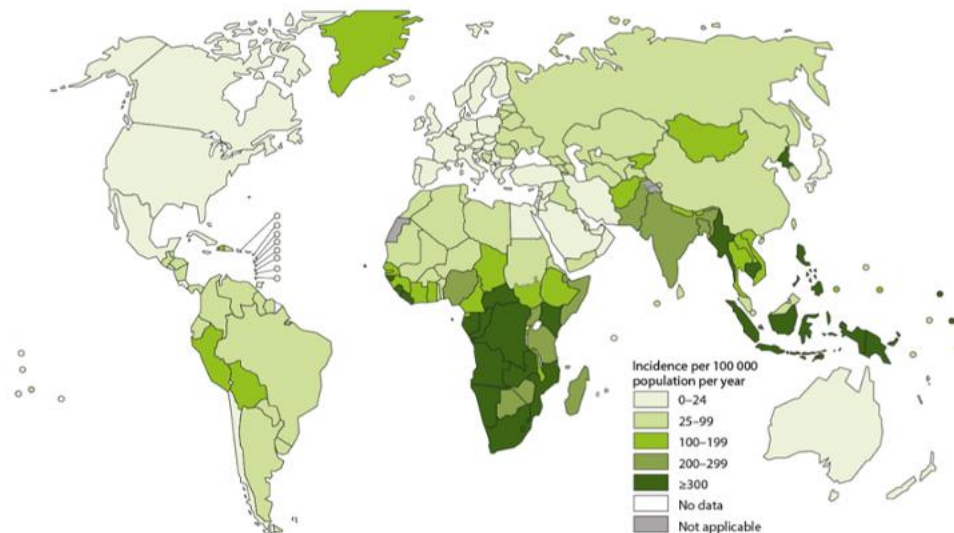 Incidence per 100 000
population per year
0–24
25–99
100–199
200–299
≥300
No data
Not applicable